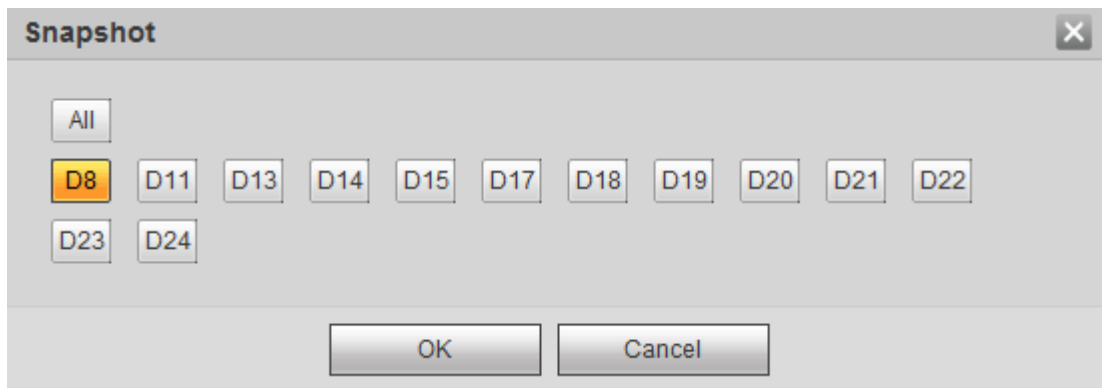 Snapshot
All
D8 D11 D13 D14 D15 D17 D18 D19 D20 D21 D22
D23 D24
OK Cancel